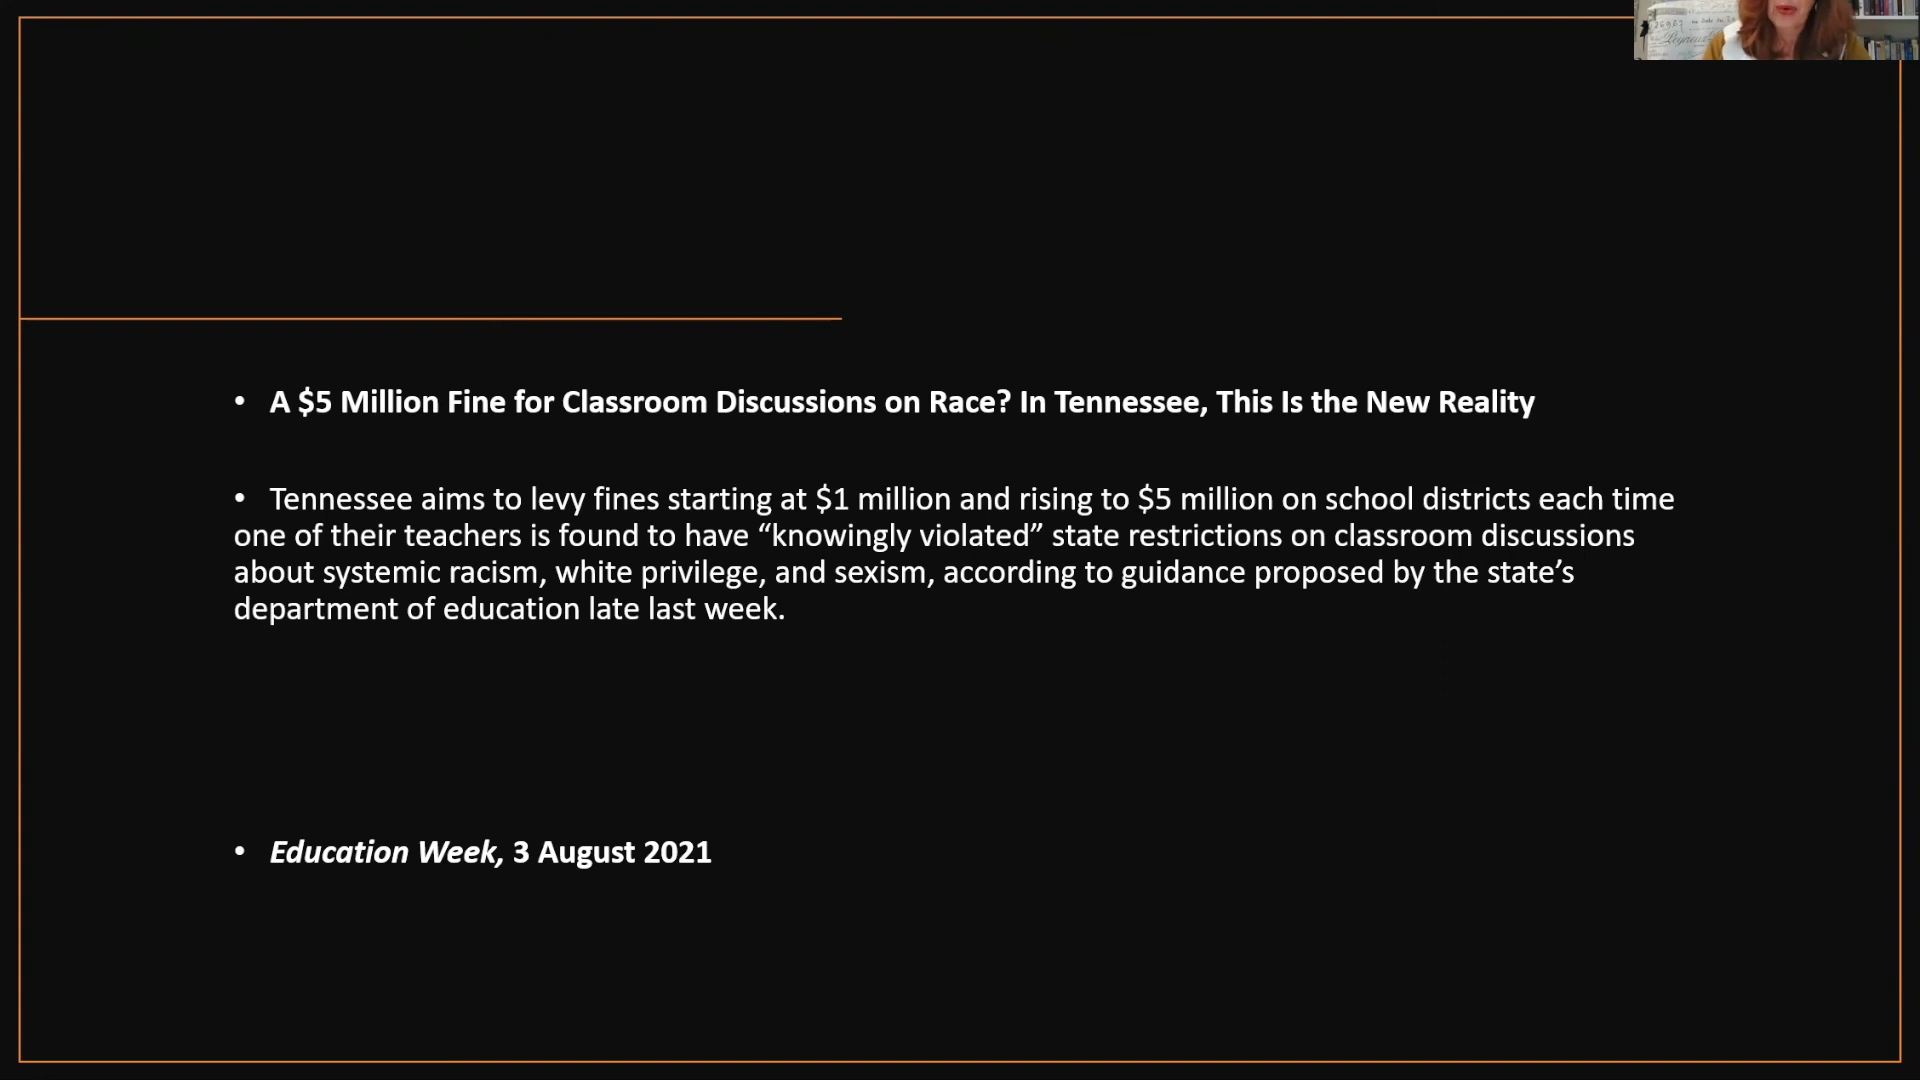 • A $5 Million Fine for Classroom Discussions on Race? In Tennessee, This Is the New Reality
• Tennessee aims to levy fines starting at $1 million and rising to $5 million on school districts each time
one of their teachers is found to have “knowingly violated” state restrictions on classroom discussions
about systemic racism, white privilege, and sexism, according to guidance proposed by the state’s
department of education late last week.
• Education Week, 3 August 2021